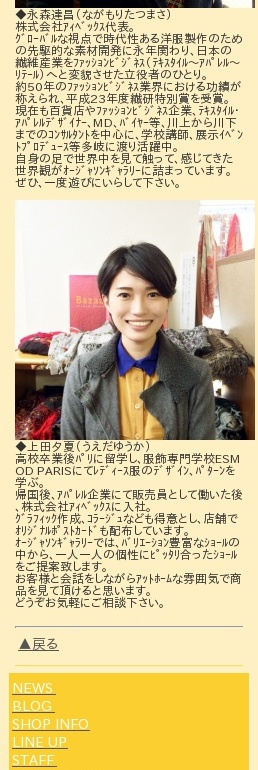 ◆永森達昌（ながもりたつまさ）
株式会社ｱｨﾍﾞｯｸｽ代表。
ｸﾞﾛｰﾊﾞﾙな視点で時代性ある洋服製作のため
の先駆的な素材開発に永年関わり、日本の
繊維産業をﾌｧｯｼｮﾝﾋﾞｼﾞﾈｽ（ﾃｷｽﾀｲﾙ～ｱﾊﾟﾚﾙ～
ﾘﾃｰﾙ）へと変貌させた立役者のひとり。
約50年のﾌｧｯｼｮﾝﾋﾞｼﾞﾈｽ業界における功績が
称えられ、平成23年度繊研特別賞を受賞。
現在も百貨店やﾌｧｯｼｮﾝﾋﾞｼﾞﾈｽ企業、ﾃｷｽﾀｲﾙ･
ｱﾊﾟﾚﾙﾃﾞｻﾞｲﾅｰ、MD、ﾊﾞｲﾔｰ等、川上から川下
までのｺﾝｻﾙﾀﾝﾄを中心に、学校講師、展示ｲﾍﾞﾝ
ﾄﾌﾟﾛﾃﾞｭｰｽ等多岐に渡り活躍中。
自身の足で世界中を見て触って、感じてきた
世界観がｵｰｼﾞｬｿﾝｷﾞｬﾗﾘｰに詰まっています。
ぜひ、一度遊びにいらして下さい。
Baza
◆上田夕夏（うえだゆうか）
高校卒業後ﾊﾟﾘに留学し、服飾専門学校ESM
OD PARISにてﾚﾃﾞｨｰｽ服のﾃﾞｻﾞｲﾝ、ﾊﾟﾀｰﾝを
学ぶ。
帰国後、ｱﾊﾟﾚﾙ企業にて販売員として働いた後
、株式会社ｱｨﾍﾞｯｸｽに入社。
ｸﾞﾗﾌｨｯｸ作成、ｺﾗｰｼﾞｭなども得意とし、店舗で
ｵﾘｼﾞﾅﾙﾎﾟｽﾄｶｰﾄﾞも配布しています。
ｵｰｼﾞｬｿﾝｷﾞｬﾗﾘｰでは、ﾊﾞﾘｴｰｼｮﾝ豊富なｼｮｰﾙの
中から、一人一人の個性にﾋﾟｯﾀﾘ合ったｼｮｰﾙ
をご提案致します。
お客様と会話をしながらｱｯﾄﾎｰﾑな雰囲気で商
品を見て頂けると思います。
どうぞお気軽にご相談下さい。
▲戻る
NEWS
BLOG
SHOP INFO
LINE UP
STAFF